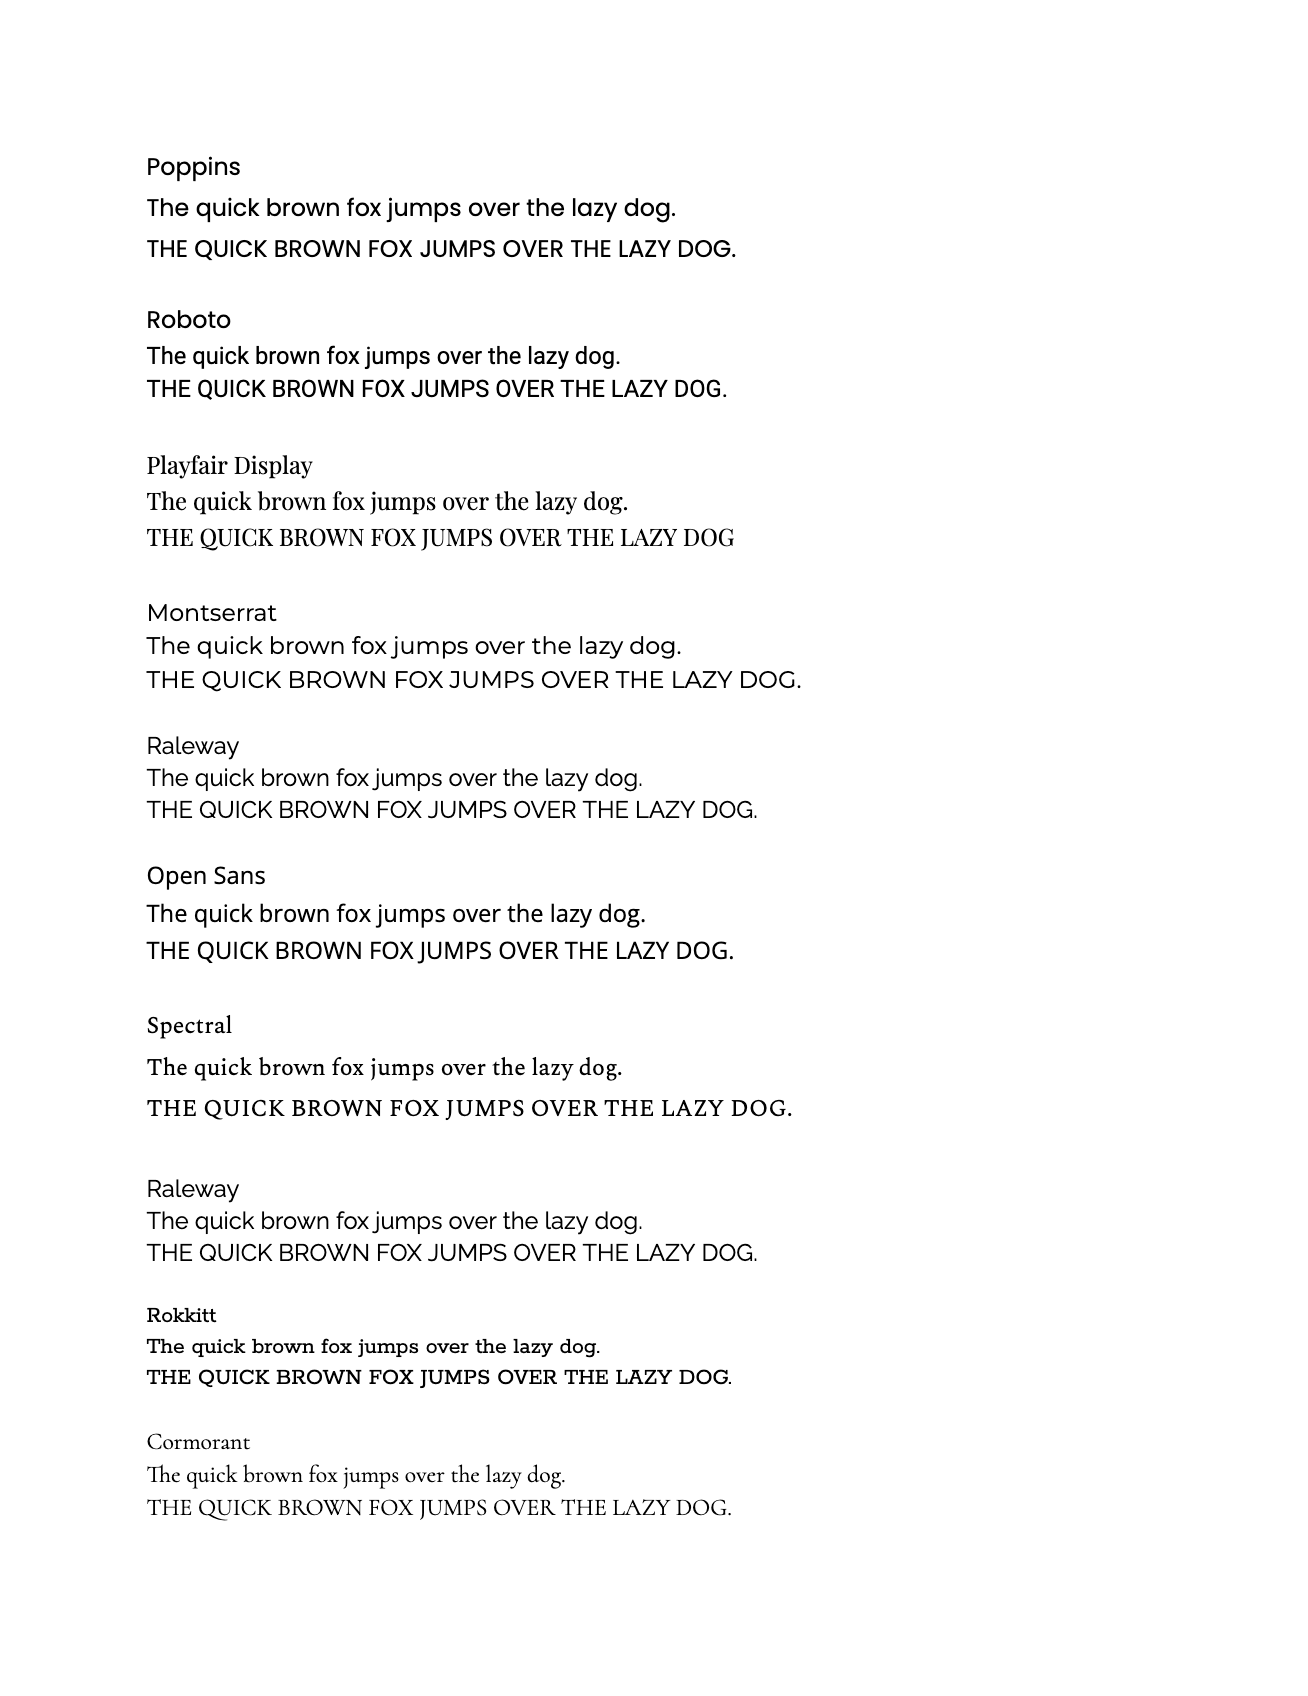 Poppins
The quick brown fox jumps over the lazy dog.
THE QUICK BROWN FOX JUMPS OVER THE LAZY DOG.
Roboto
The quick brown fox jumps over the lazy dog.
THE QUICK BROWN FOX JUMPS OVER THE LAZY DOG.
Playfair Display
The quick brown fox jumps over the lazy dog.
THE QUICK BROWN FOX JUMPS OVER THE LAZY DOG
Montserrat
The quick brown fox jumps over the lazy dog.
THE QUICK BROWN FOX JUMPS OVER THE LAZY DOG.
Raleway
The quick brown fox jumps over the lazy dog.
THE QUICK BROWN FOX JUMPS OVER THE LAZY DOG.
Open Sans
The quick brown fox jumps over the lazy dog.
THE QUICK BROWN FOX JUMPS OVER THE LAZY DOG.
Spectral
The quick brown fox jumps over the lazy dog.
THE QUICK BROWN FOX JUMPS OVER THE LAZY DOG.
Raleway
The quick brown fox jumps over the lazy dog.
THE QUICK BROWN FOX JUMPS OVER THE LAZY DOG.
Rokkitt
The quick brown fox jumps over the lazy dog.
THE QUICK BROWN FOX JUMPS OVER THE LAZY DOG.
Cormorant
The quick brown fox jumps over the lazy dog.
THE QUICK BROWN FOX JUMPS OVER THE LAZY DOG.